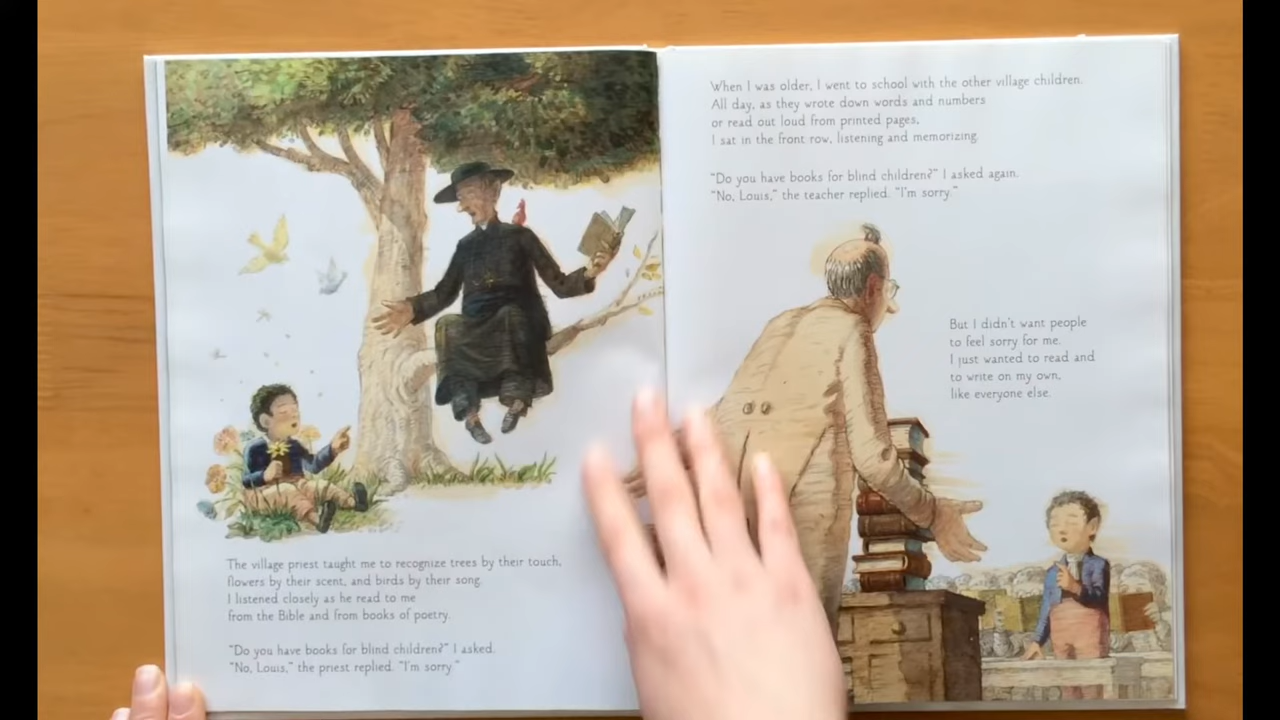 The village priest taught me to recognize trees by their touch,
flowers by their scent, and birds by their song.
I listened closely as he read to me
from the Bible and from books of poetry.
"Do you have books for blind children?" I asked.
"No, Louis," the priest replied. "I'm sorry."
When I was older, I went to school with the other village children.
All day, as they wrote down words and numbers
or read out loud from printed pages,
I sat in the front row, listening and memorizing.
"Do you have books for blind children?" I asked again.
"No, Louis," the teacher replied. "I'm sorry."
But I didn't want people
to feel sorry for me.
I just wanted to read and
to write on my own,
like everyone else.